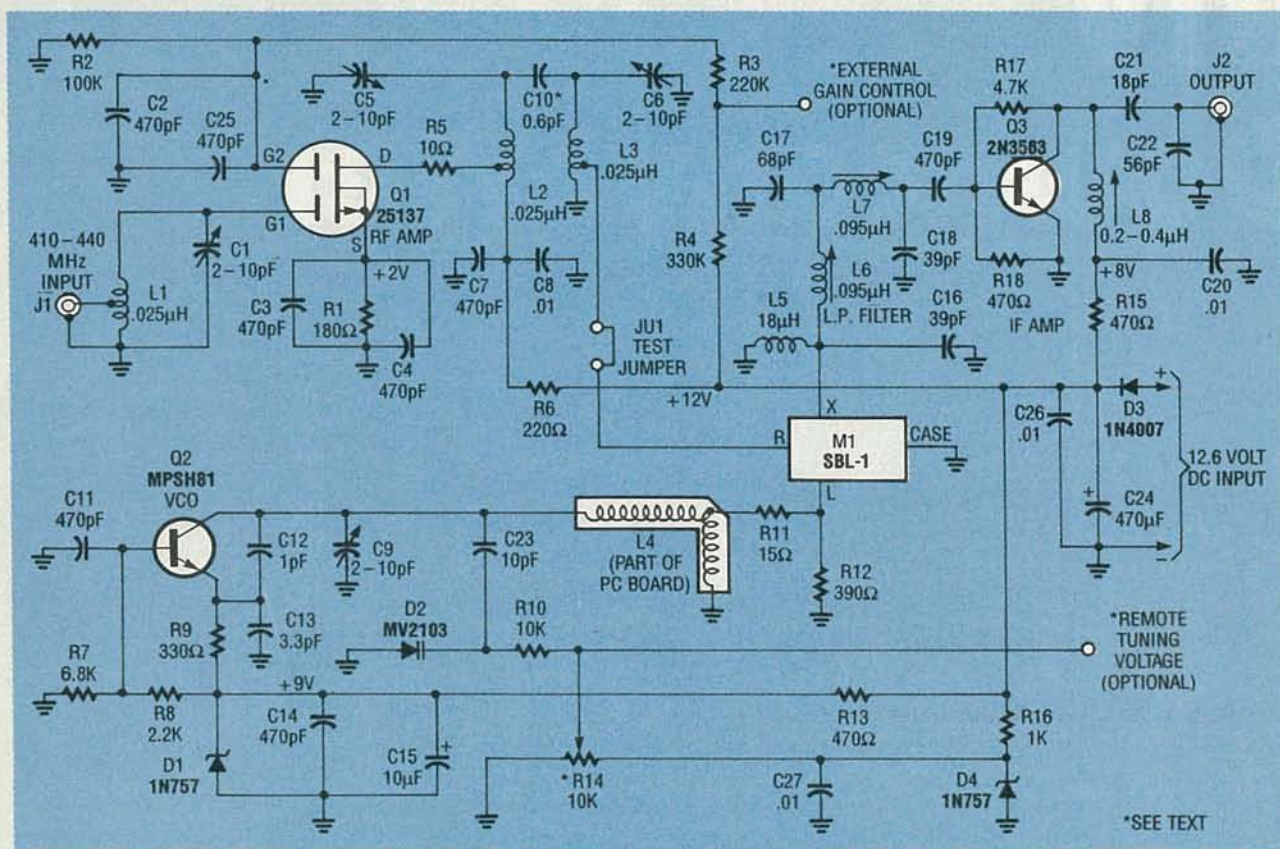 R2
100K
C2
470pF
C25
470pF
G2
D
G1
S
Q1
25137
RF AMP
+2V
410–440
MHz
INPUT
J1
L1
.025µH
C1
2–10pF
C3
470pF
R1
180Ω
C4
470pF
C5
2–10pF
R5
10Ω
C10*
0.6pF
C6
2–10pF
L2
.025µH
L3
.025µH
C7
470pF
C8
.01
R6
220Ω
JU1
TEST
JUMPER
R3
220K
*EXTERNAL
GAIN CONTROL
(OPTIONAL)
R4
330K
+12V
C17
68pF
L7
.095µH
C19
470pF
C18
39pF
L6
.095µH
L.P. FILTER
L5
18µH
C16
39pF
R17
4.7K
Q3
2N3563
R18
470Ω
IF AMP
C21
18pF
J2
OUTPUT
C22
56pF
L8
0.2–0.4µH
+8V
C20
.01
R15
470Ω
X
R
M1
SBL-1
CASE
L
C26
.01
+
D3
1N4007
12.6 VOLT
DC INPUT
+
C24
470µF
–
Q2
MPSH81
VCO
C11
470pF
C12
1pF
C9
2–10pF
C23
10pF
L4
(PART OF
PC BOARD)
R11
15Ω
R12
390Ω
C13
3.3pF
R9
330Ω
D2
MV2103
R10
10K
*REMOTE
TUNING
VOLTAGE
(OPTIONAL)
R7
6.8K
R8
2.2K
+9V
C14
470pF
C15
10µF
+
D1
1N757
R13
470Ω
R16
1K
*R14
10K
C27
.01
D4
1N757
*SEE TEXT